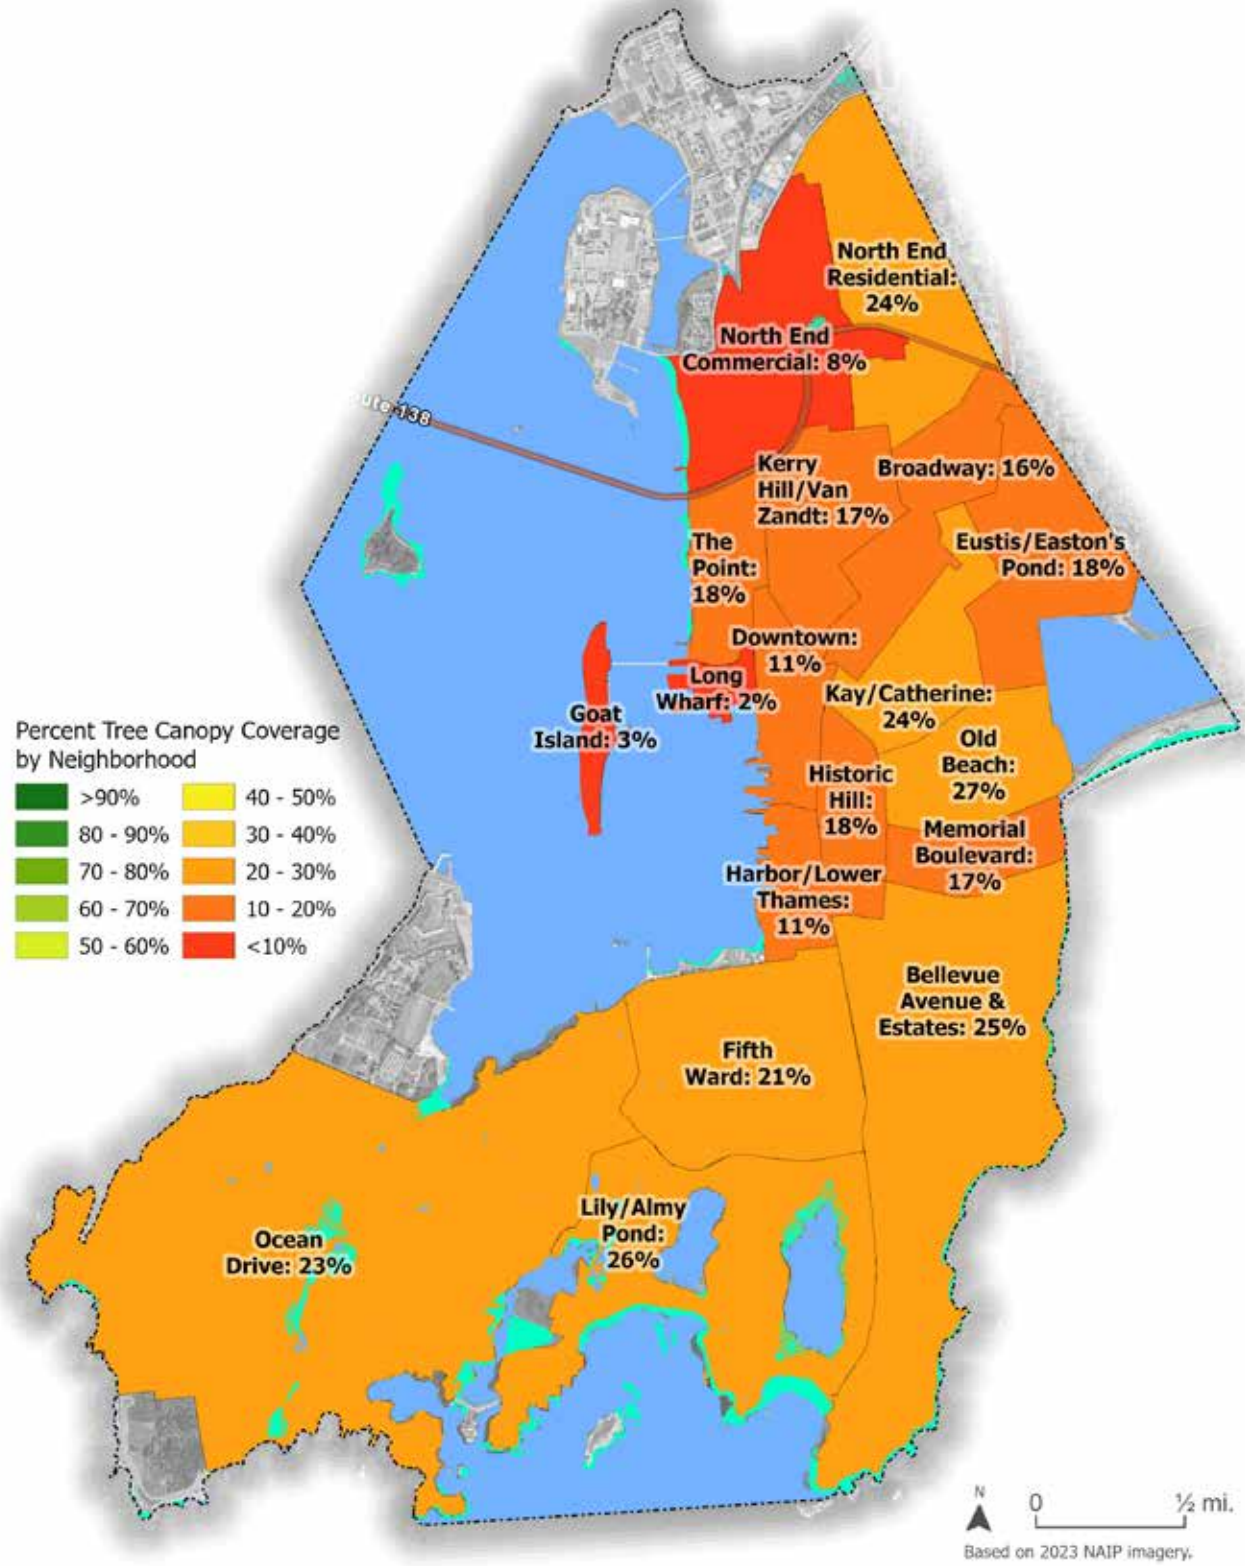 North End
Residential:
24%
North End
Commercial: 8%
ute 138
Kerry
Hill/Van
Zandt: 17%
Broadway: 16%
The
Point:
18%
Eustis/Easton's
Pond: 18%
Downtown:
11%
Long
Wharf: 2%
Kay/Catherine:
24%
Goat
Island: 3%
Old
Beach:
27%
Historic
Hill:
18%
Memorial
Boulevard:
17%
Harbor/Lower
Thames:
11%
Percent Tree Canopy Coverage
by Neighborhood
>90%
80 - 90%
70 - 80%
60 - 70%
50 - 60%
40 - 50%
30 - 40%
20 - 30%
10 - 20%
<10%
Bellevue
Avenue &
Estates: 25%
Fifth
Ward: 21%
Lily/Almy
Pond:
26%
Ocean
Drive: 23%
N
0 ½ mi.
Based on 2023 NAIP imagery.